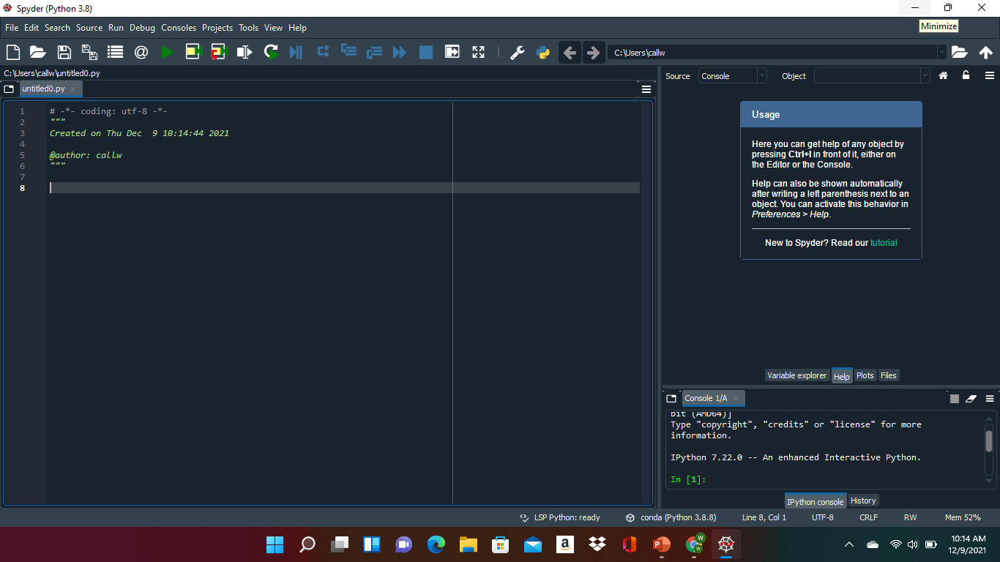 Spyder (Python 3.8)
File Edit Search Source Run Debug Consoles Projects Tools View Help
Minimize
C:\Users\callw
C:\Users\callw\untitled0.py
untitled0.py
1 # -*- coding: utf-8 -*-
2 """
3 Created on Thu Dec  9 10:14:44 2021
4
5 @author: callw
6 """
7
8
Source Console Object
Usage
Here you can get help of any object by
pressing Ctrl+I in front of it, either on
the Editor or the Console.
Help can also be shown automatically
after writing a left parenthesis next to an
object. You can activate this behavior in
Preferences > Help.
New to Spyder? Read our tutorial
Variable explorer Help Plots Files
Console 1/A
bit (AMD64)]
Type "copyright", "credits" or "license" for more
information.
IPython 7.22.0 -- An enhanced Interactive Python.
In [1]:
IPython console History
LSP Python: ready conda (Python 3.8.8) Line 8, Col 1 UTF-8 CRLF RW Mem 52%
10:14 AM
12/9/2021